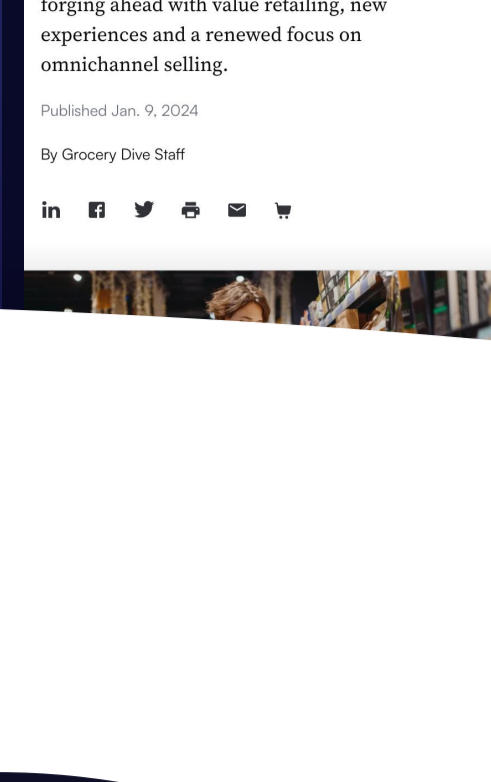 forging ahead with value retailing, new
experiences and a renewed focus on
omnichannel selling.
Published Jan. 9, 2024
By Grocery Dive Staff